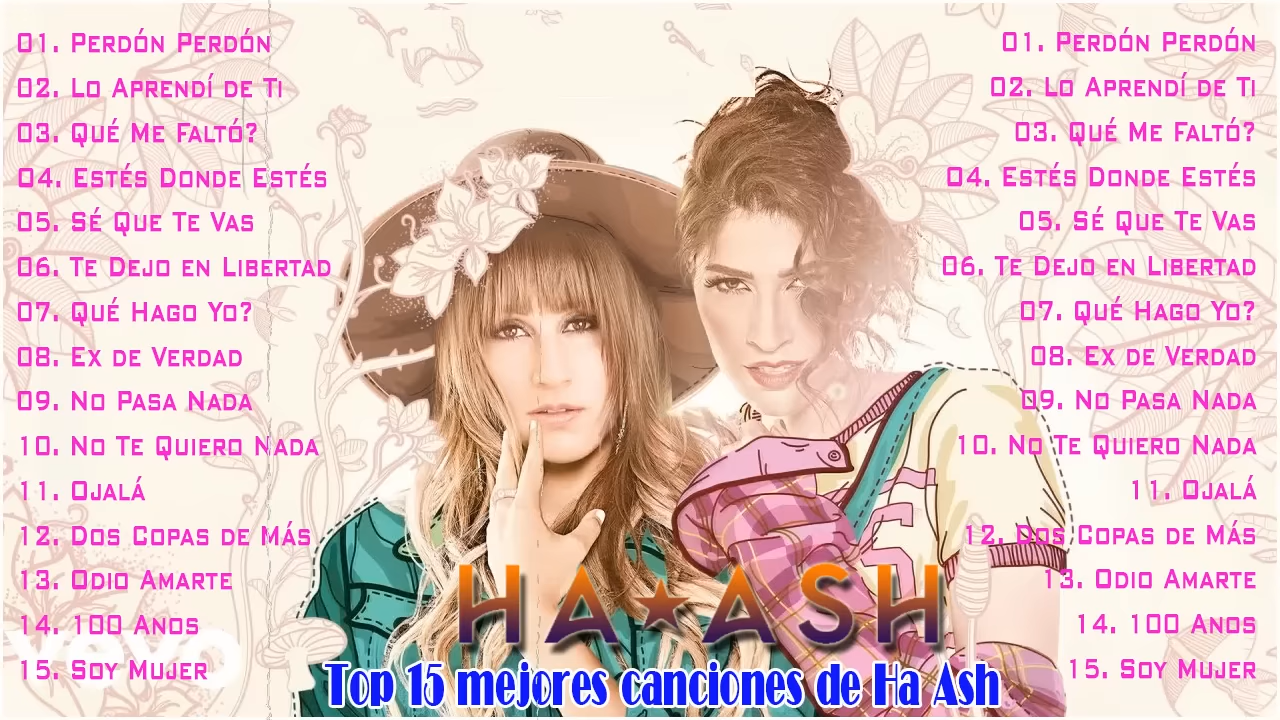 01. Perdón Perdón
02. Lo Aprendí de Ti
03. Qué Me Faltó?
04. Estés Donde Estés
05. Sé Que Te Vas
06. Te Dejo en Libertad
07. Qué Hago Yo?
08. Ex de Verdad
09. No Pasa Nada
10. No Te Quiero Nada
11. Ojalá
12. Dos Copas de Más
13. Odio Amarte
14. 100 Anos
15. Soy Mujer
01. Perdón Perdón
02. Lo Aprendí de Ti
03. Qué Me Faltó?
04. Estés Donde Estés
05. Sé Que Te Vas
06. Te Dejo en Libertad
07. Qué Hago Yo?
08. Ex de Verdad
09. No Pasa Nada
10. No Te Quiero Nada
11. Ojalá
12. Dos Copas de Más
13. Odio Amarte
14. 100 Anos
15. Soy Mujer
HA★ASH
Top 15 mejores canciones de Ha Ash
vevo